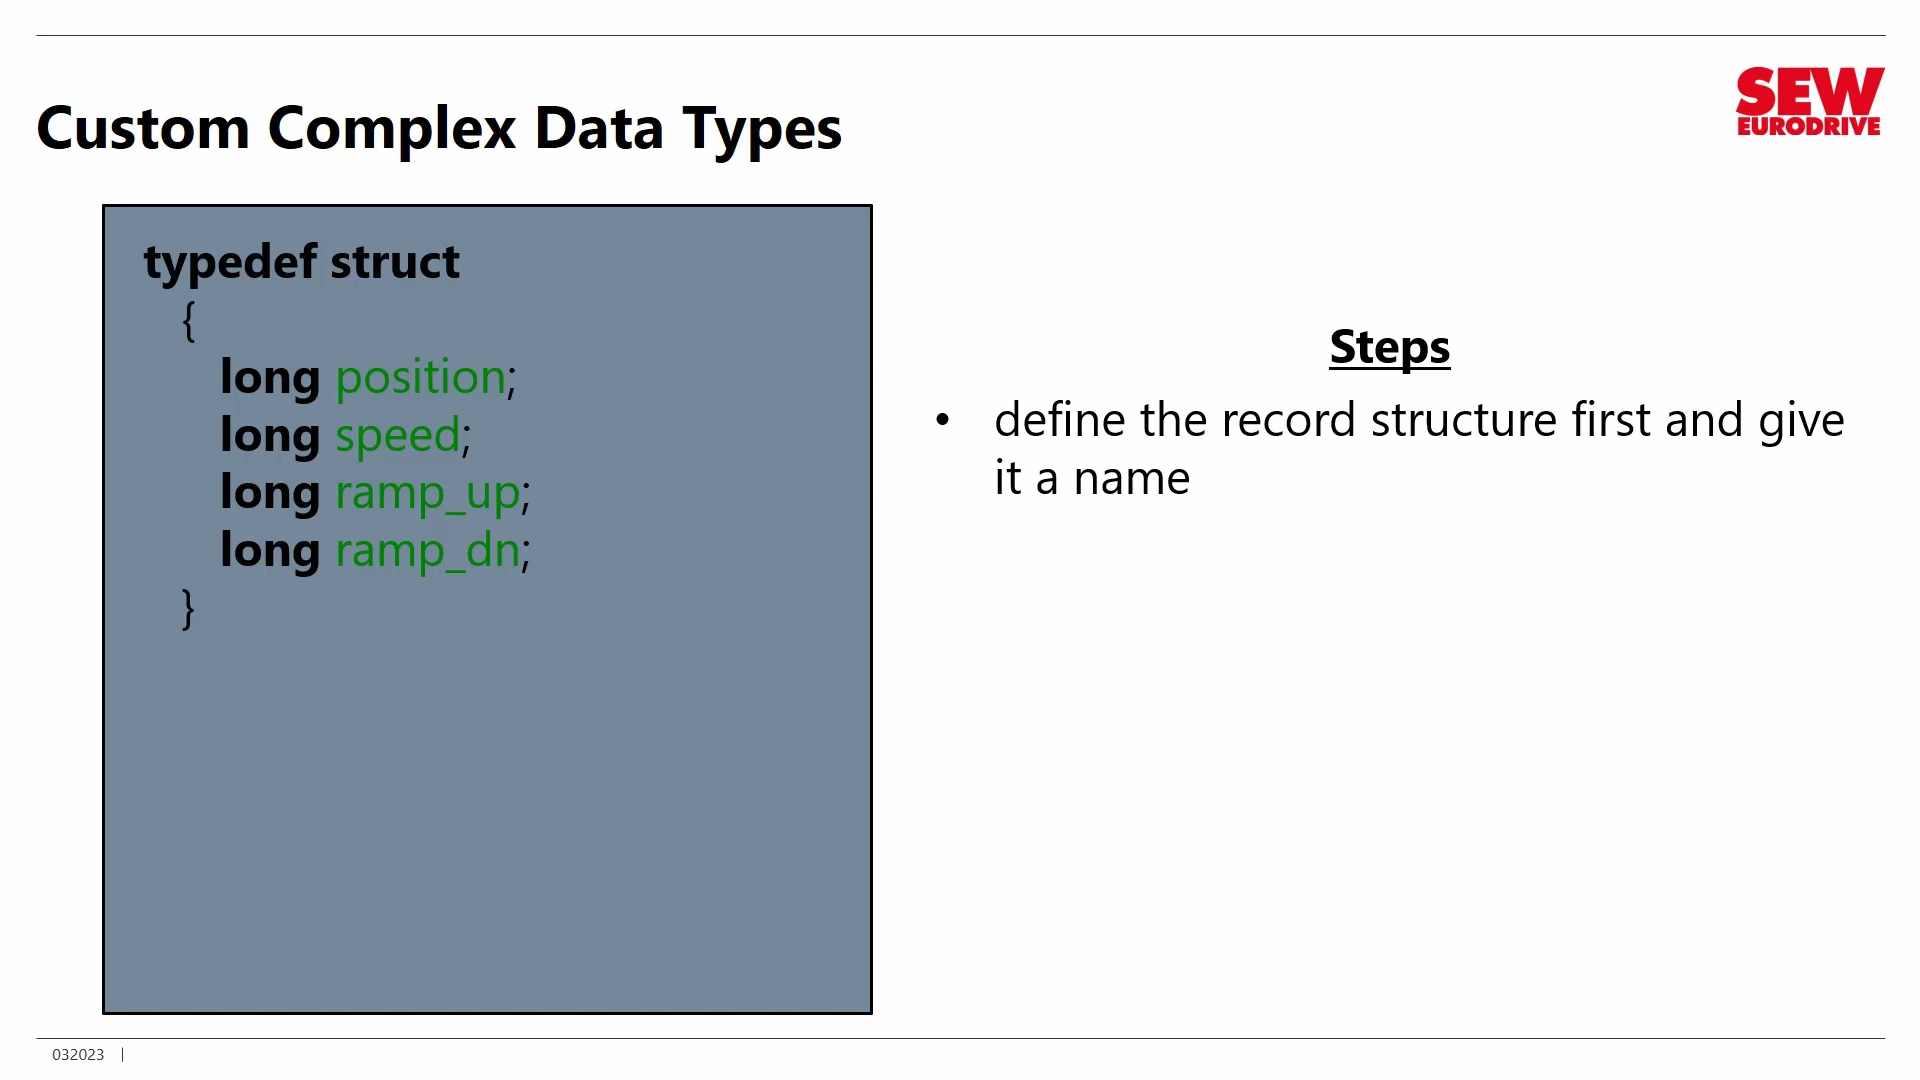 SEW
EURODRIVE
Custom Complex Data Types
typedef struct
{
long position;
long speed;
long ramp_up;
long ramp_dn;
}
Steps
• define the record structure first and give
it a name
032023 |